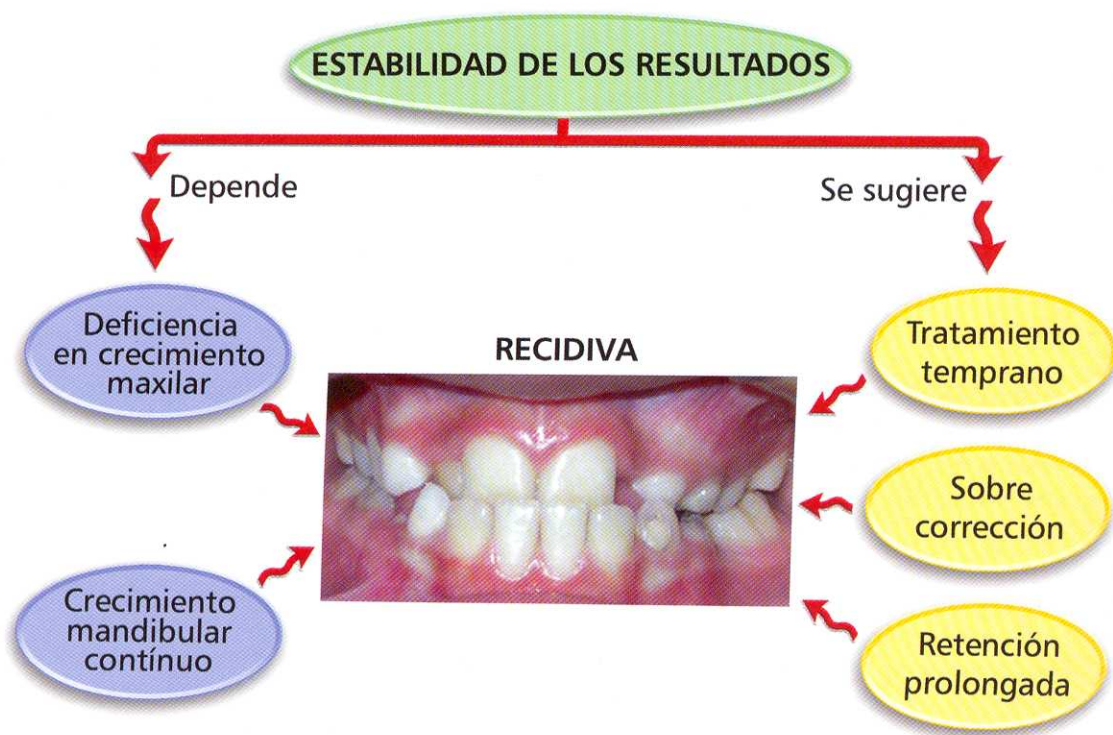 ESTABILIDAD DE LOS RESULTADOS
Depende
Se sugiere
Deficiencia
en crecimiento
maxilar
RECIDIVA
Tratamiento
temprano
Sobre
corrección
Crecimiento
mandibular
contínuo
Retención
prolongada